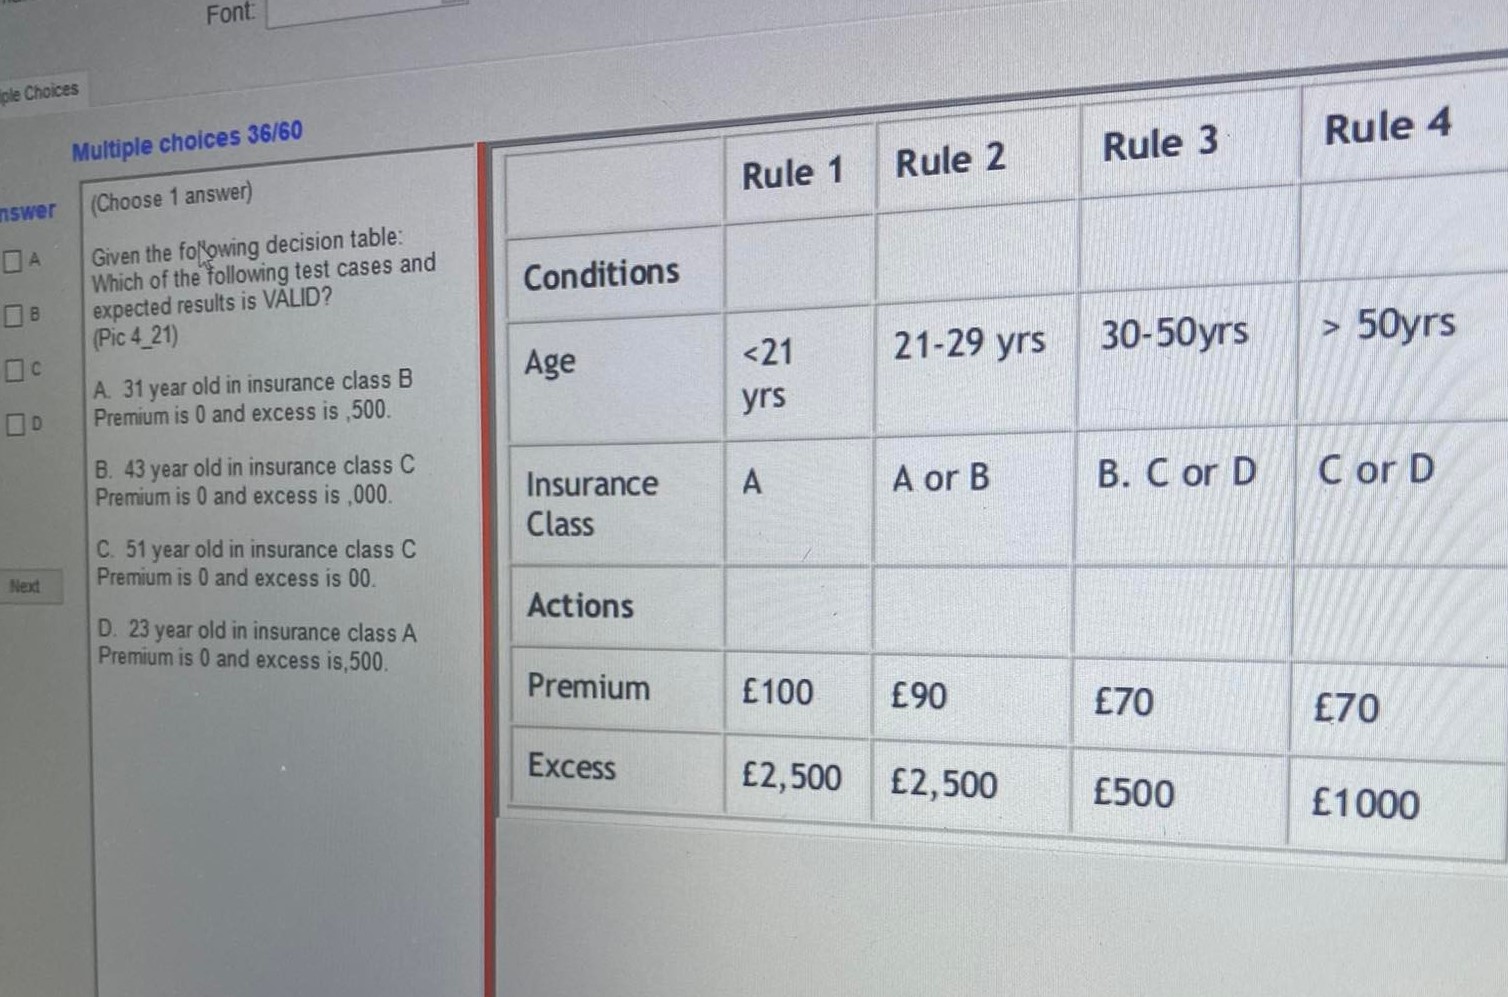 Font:
ple Choices
Multiple choices 36/60
nswer
A
B
C
D
Next
(Choose 1 answer)
Given the following decision table:
Which of the following test cases and
expected results is VALID?
(Pic 4_21)
A. 31 year old in insurance class B
Premium is 0 and excess is ,500.
B. 43 year old in insurance class C
Premium is 0 and excess is ,000.
C. 51 year old in insurance class C
Premium is 0 and excess is 00.
D. 23 year old in insurance class A
Premium is 0 and excess is,500.
Rule 1 Rule 2 Rule 3 Rule 4
Conditions
Age <21 yrs 21-29 yrs 30-50yrs > 50yrs
Insurance Class A A or B B. C or D C or D
Actions
Premium £100 £90 £70 £70
Excess £2,500 £2,500 £500 £1000